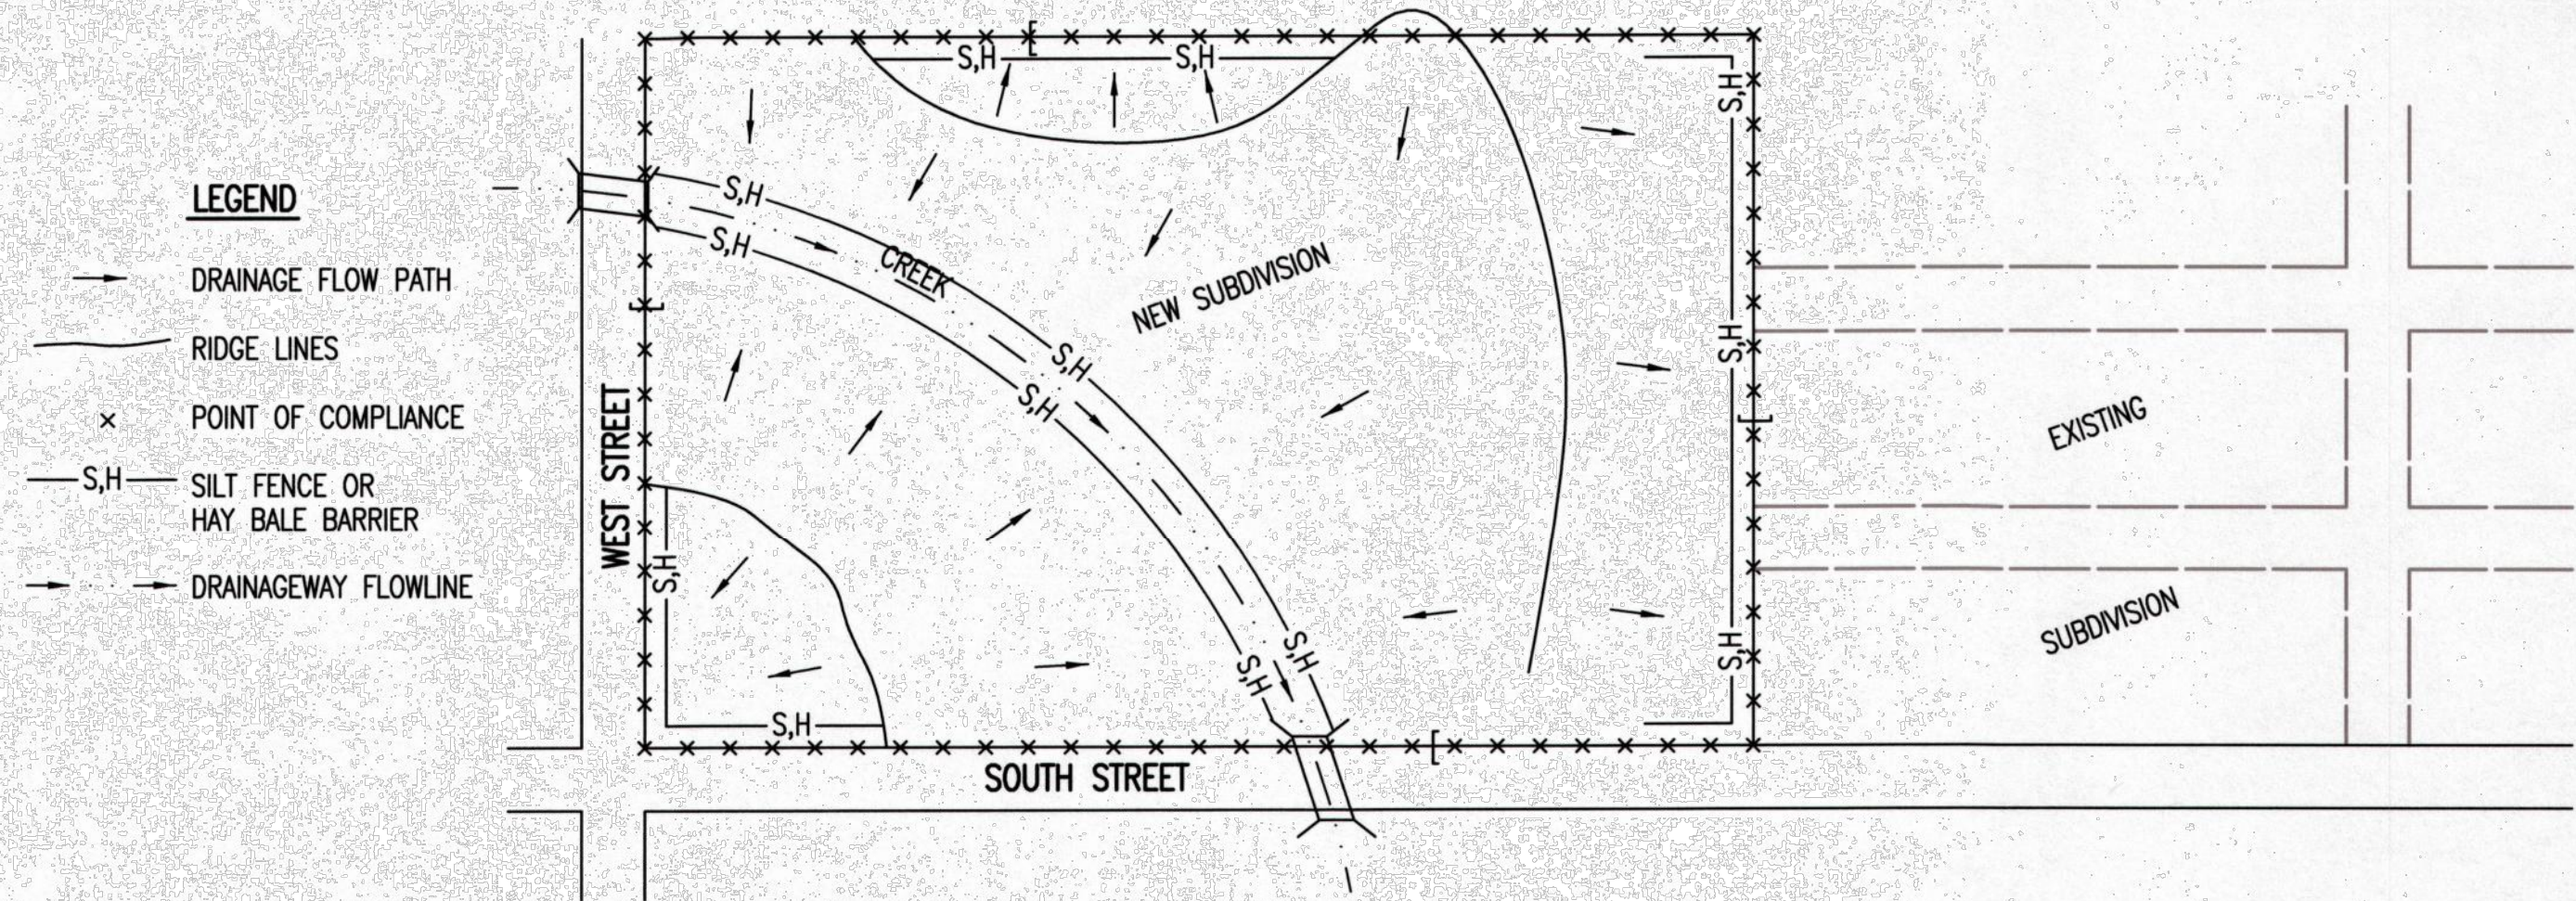 LEGEND
DRAINAGE FLOW PATH
RIDGE LINES
POINT OF COMPLIANCE
S,H
SILT FENCE OR
HAY BALE BARRIER
DRAINAGEWAY FLOWLINE
WEST STREET
S,H
S,H
S,H
S,H
CREEK
NEW SUBDIVISION
S,H
S,H
S,H
S,H
S,H
S,H
S,H
S,H
S,H
S,H
SOUTH STREET
EXISTING
SUBDIVISION